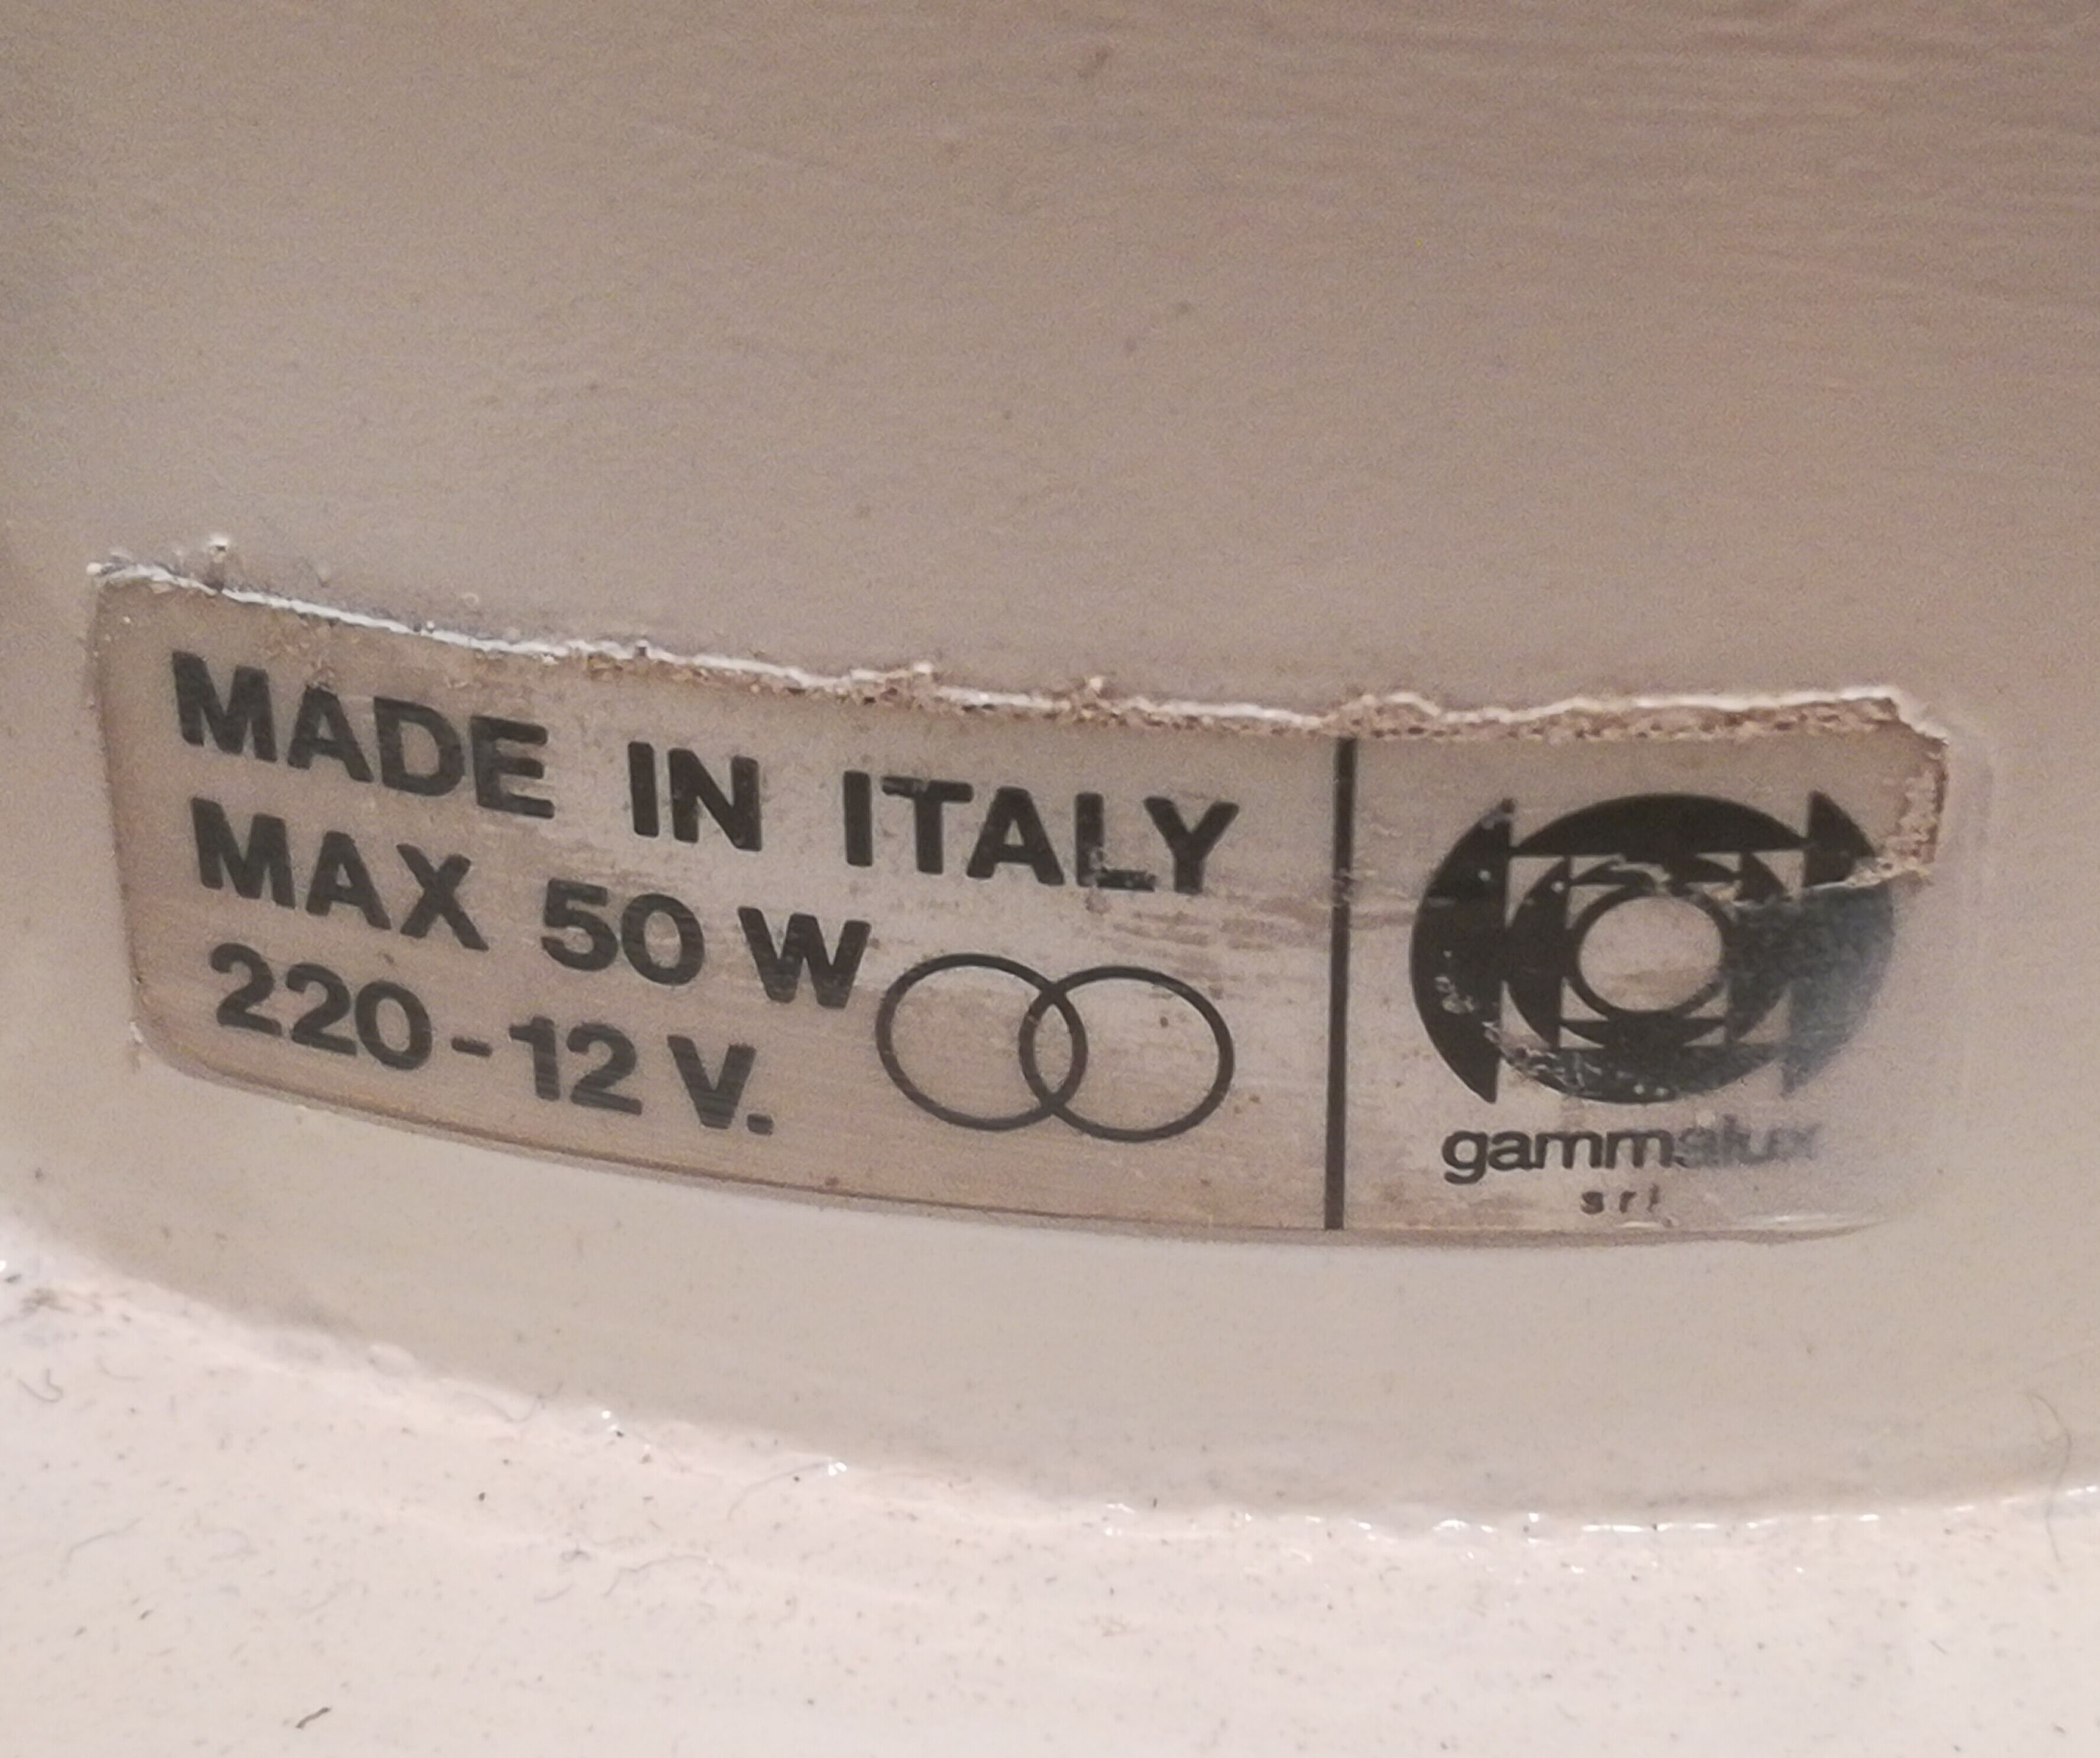 MADE IN ITALY
MAX 50 W
220-12 V.
gammalux
srl